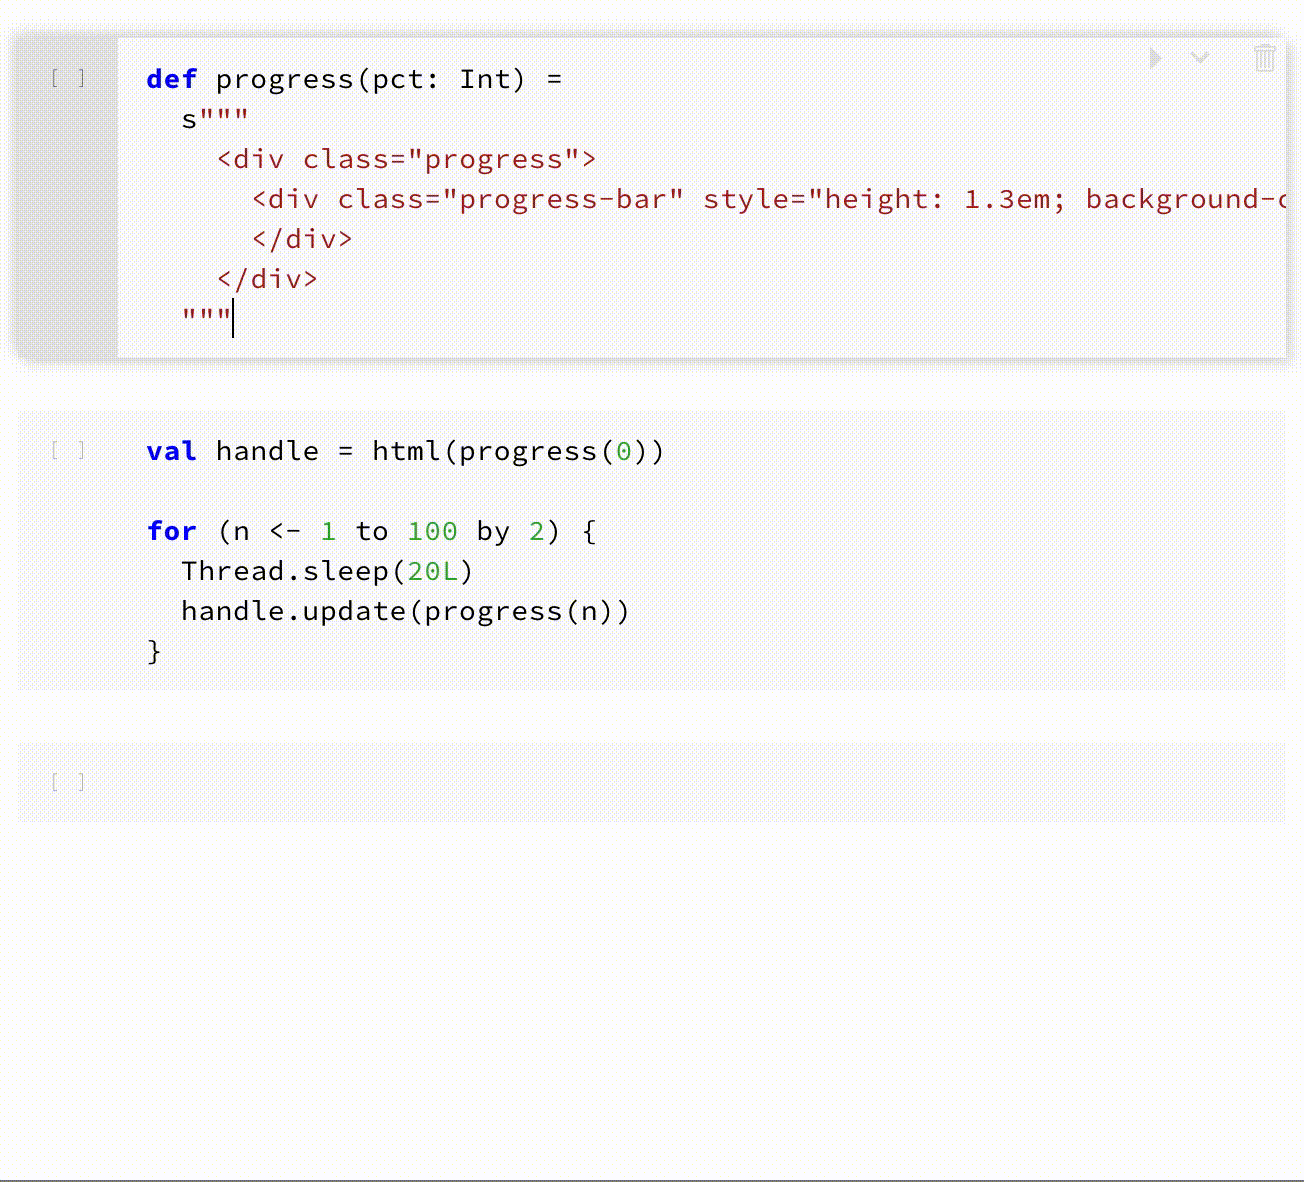 [ ] def progress(pct: Int) =
s"""
<div class="progress">
<div class="progress-bar" style="height: 1.3em; background-c
</div>
</div>
"""
[ ] val handle = html(progress(0))
for (n <- 1 to 100 by 2) {
Thread.sleep(20L)
handle.update(progress(n))
}
[ ]